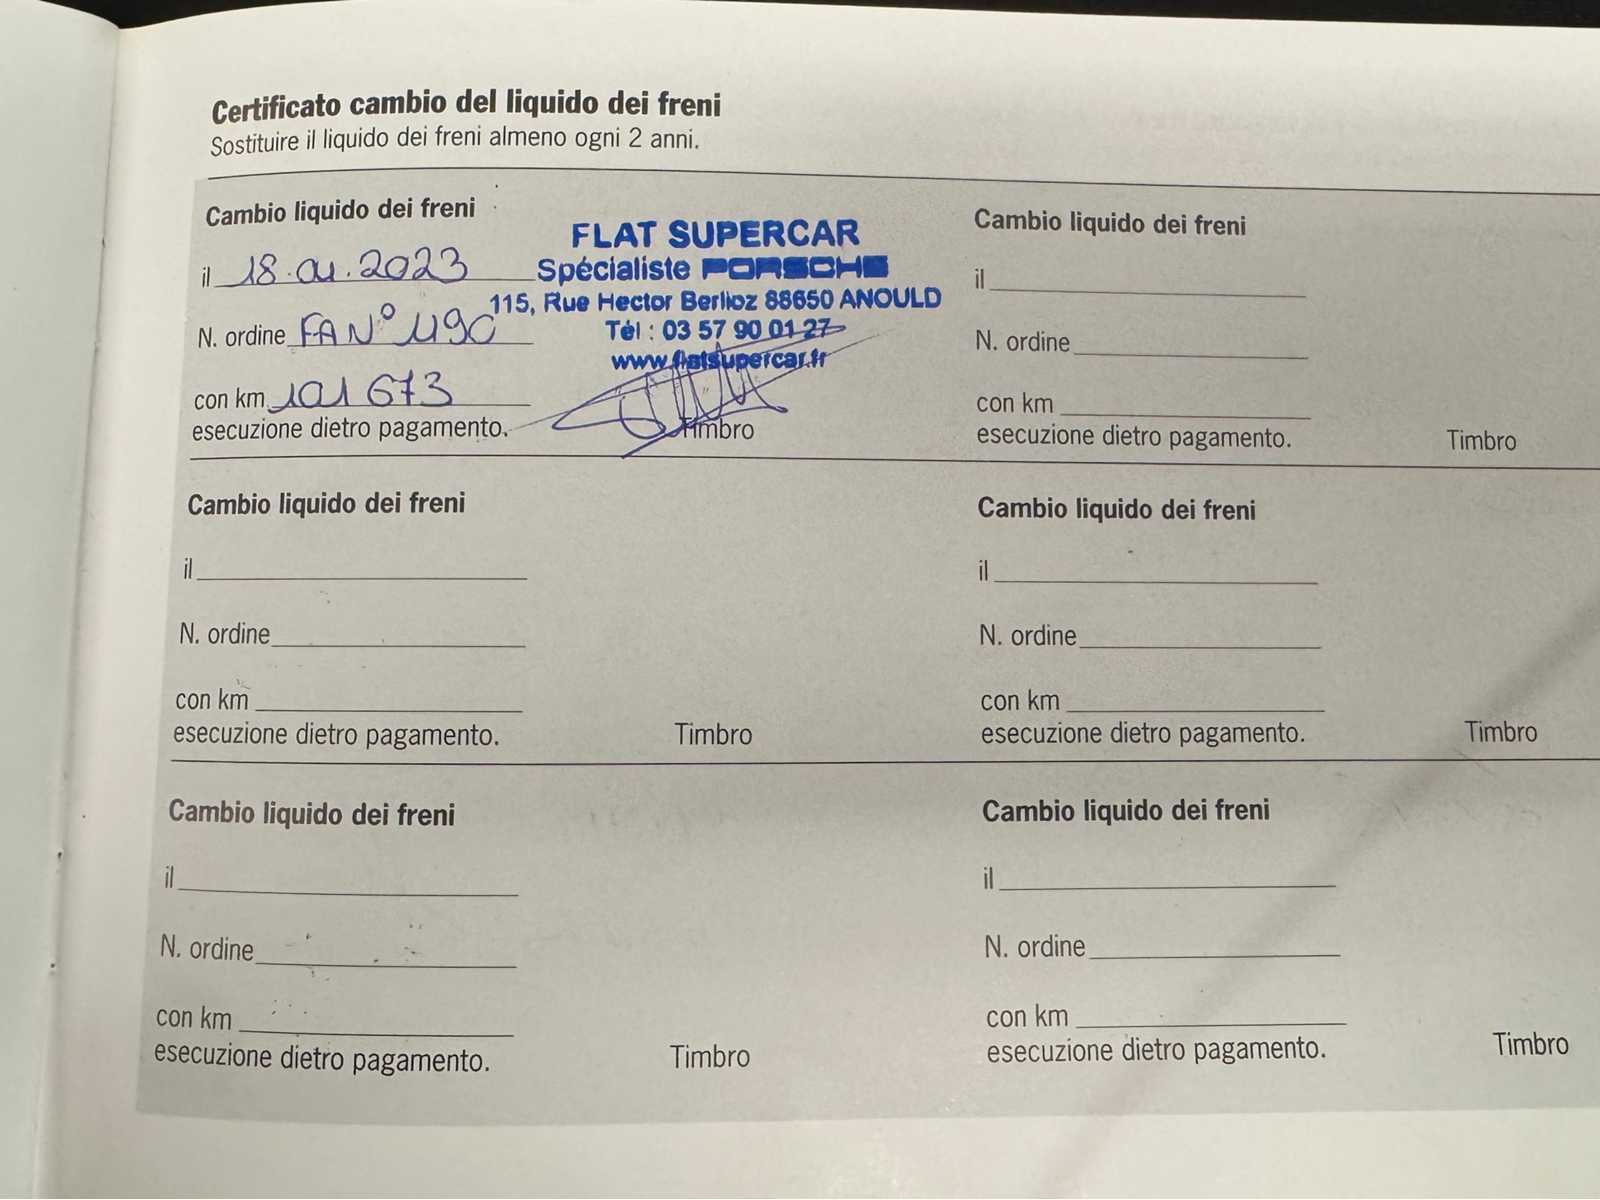 Certificato cambio del liquido dei freni
Sostituire il liquido dei freni almeno ogni 2 anni.
Cambio liquido dei freni
il 18.01.2023
N. ordine FA N° 1190
con km 101 673
esecuzione dietro pagamento.
FLAT SUPERCAR
Spécialiste PORSCHE
115, Rue Hector Berlioz 88650 ANOULD
Tél : 03 57 90 01 27
www.flatsupercar.fr
Timbro
Cambio liquido dei freni
il
N. ordine
con km
esecuzione dietro pagamento.
Timbro
Cambio liquido dei freni
il
N. ordine
con km
esecuzione dietro pagamento.
Timbro
Cambio liquido dei freni
il
N. ordine
con km
esecuzione dietro pagamento.
Timbro
Cambio liquido dei freni
il
N. ordine
con km
esecuzione dietro pagamento.
Timbro
Cambio liquido dei freni
il
N. ordine
con km
esecuzione dietro pagamento.
Timbro